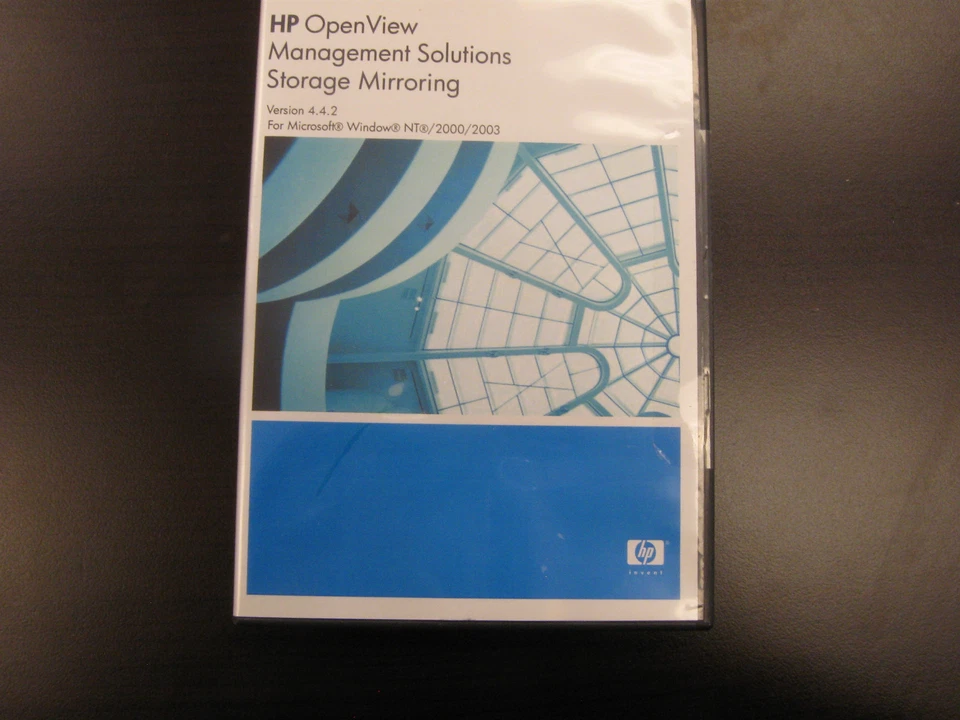 HP OpenView
Management Solutions
Storage Mirroring
Version 4.4.2
For Microsoft® Window® NT®/2000/2003
hp
invent